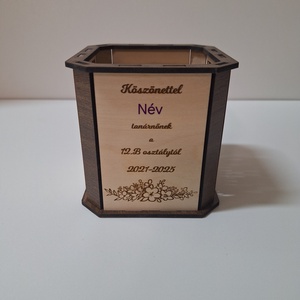 Köszönettel
Név
tanárnőnek
a
12.B osztálytól
2021-2025